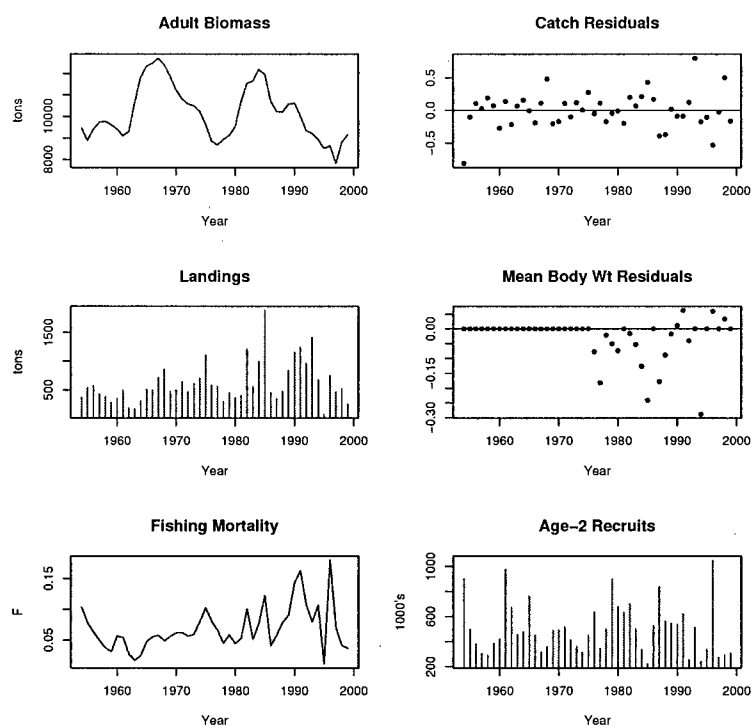 Adult Biomass
tons
8000 10000
1960 1970 1980 1990 2000
Year
Catch Residuals
-0.5 0.0 0.5
1960 1970 1980 1990 2000
Year
Landings
tons
500 1500
1960 1970 1980 1990 2000
Year
Mean Body Wt Residuals
-0.30 -0.15 0.00
1960 1970 1980 1990 2000
Year
Fishing Mortality
F
0.05 0.15
1960 1970 1980 1990 2000
Year
Age-2 Recruits
1000's
200 600 1000
1960 1970 1980 1990 2000
Year